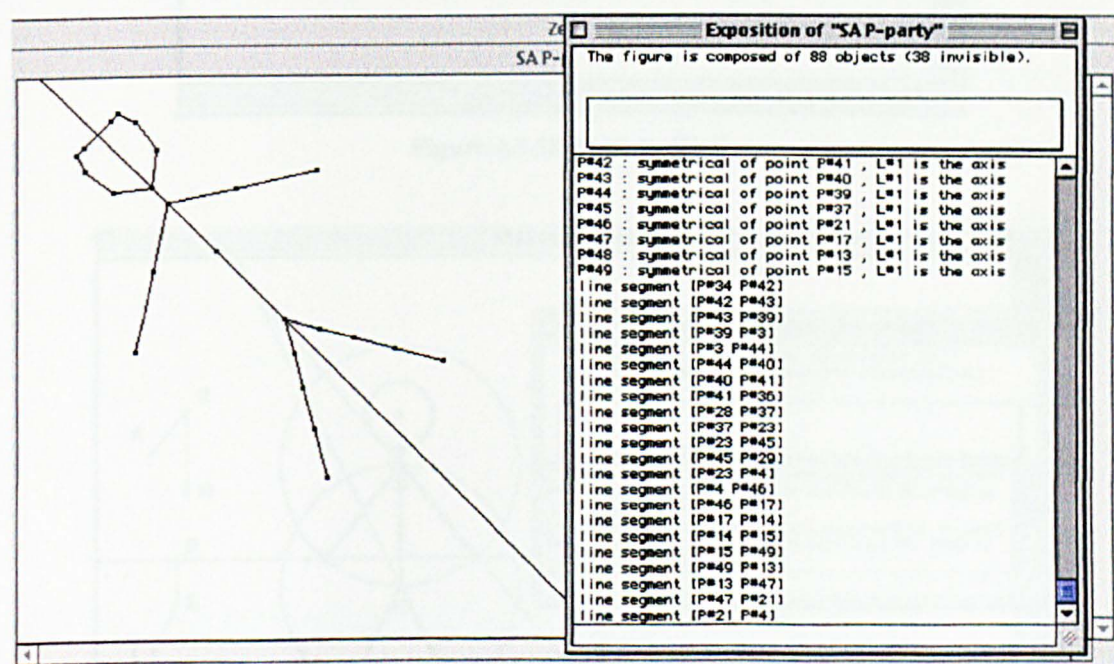 Ze
SAP-
Exposition of "SAP-party"
The figure is composed of 88 objects (38 invisible).
P#42 : symmetrical of point P#41 , L#1 is the axis
P#43 : symmetrical of point P#40 , L#1 is the axis
P#44 : symmetrical of point P#39 , L#1 is the axis
P#45 : symmetrical of point P#37 , L#1 is the axis
P#46 : symmetrical of point P#21 , L#1 is the axis
P#47 : symmetrical of point P#17 , L#1 is the axis
P#48 : symmetrical of point P#13 , L#1 is the axis
P#49 : symmetrical of point P#15 , L#1 is the axis
line segment [P#34 P#42]
line segment [P#42 P#43]
line segment [P#43 P#39]
line segment [P#39 P#3]
line segment [P#3 P#44]
line segment [P#44 P#40]
line segment [P#40 P#41]
line segment [P#41 P#36]
line segment [P#28 P#37]
line segment [P#37 P#23]
line segment [P#23 P#45]
line segment [P#45 P#29]
line segment [P#23 P#4]
line segment [P#4 P#46]
line segment [P#46 P#17]
line segment [P#17 P#14]
line segment [P#14 P#15]
line segment [P#15 P#49]
line segment [P#49 P#13]
line segment [P#13 P#47]
line segment [P#47 P#21]
line segment [P#21 P#4]